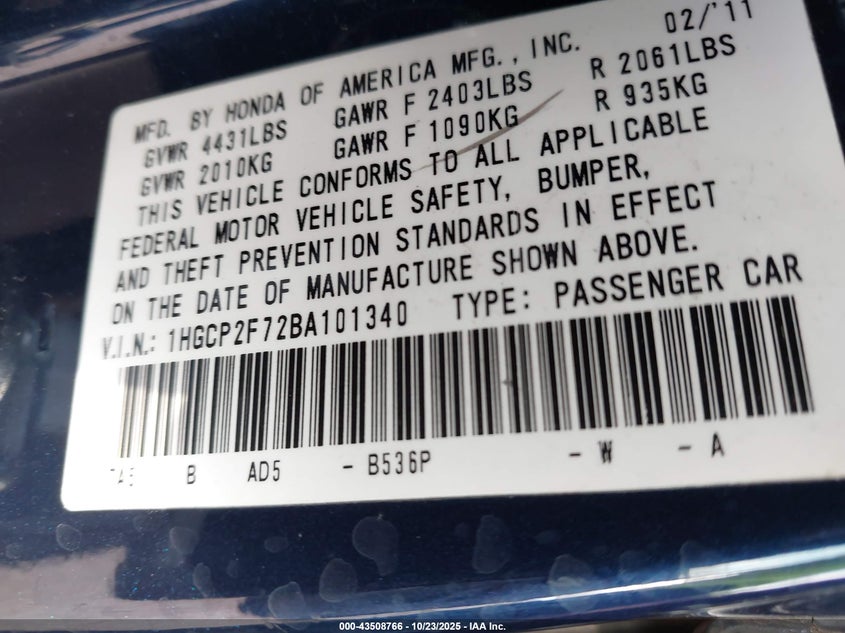 02/'11
MFD. BY HONDA OF AMERICA MFG., INC.
GVWR 4431LBS GAWR F 2403LBS R 2061LBS
GVWR 2010KG GAWR F 1090KG R 935KG
THIS VEHICLE CONFORMS TO ALL APPLICABLE
FEDERAL MOTOR VEHICLE SAFETY, BUMPER,
AND THEFT PREVENTION STANDARDS IN EFFECT
ON THE DATE OF MANUFACTURE SHOWN ABOVE.
V.I.N.: 1HGCP2F72BA101340 TYPE: PASSENGER CAR
B AD5 - B536P - W - A
000-43508766 - 10/23/2025 - IAA Inc.